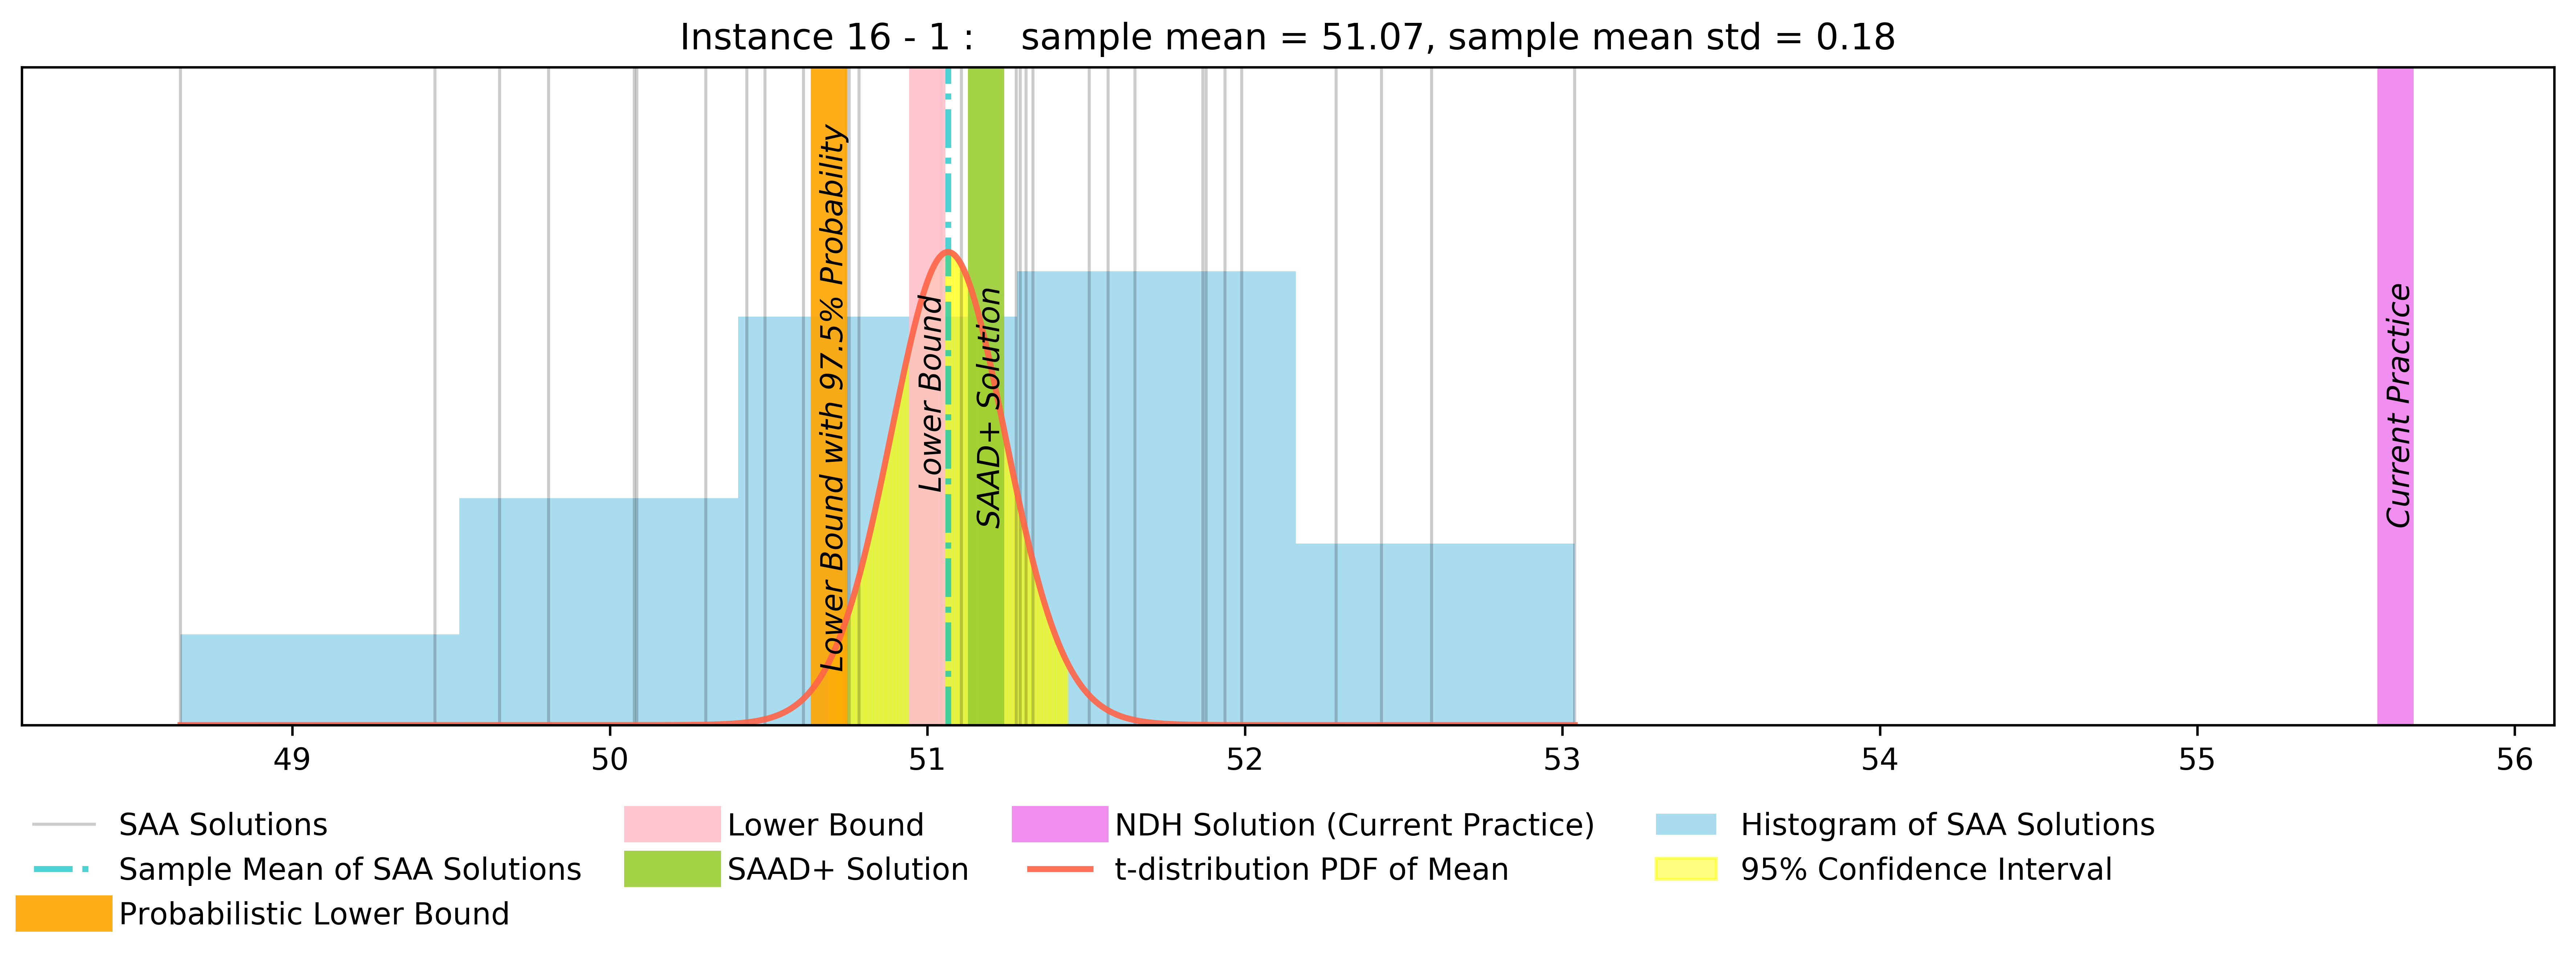 Instance 16 - 1 :    sample mean = 51.07, sample mean std = 0.18
Lower Bound with 97.5% Probability
Lower Bound
SAAD+ Solution
Current Practice
49 50 51 52 53 54 55 56
SAA Solutions
Sample Mean of SAA Solutions
Probabilistic Lower Bound
Lower Bound
SAAD+ Solution
NDH Solution (Current Practice)
t-distribution PDF of Mean
Histogram of SAA Solutions
95% Confidence Interval